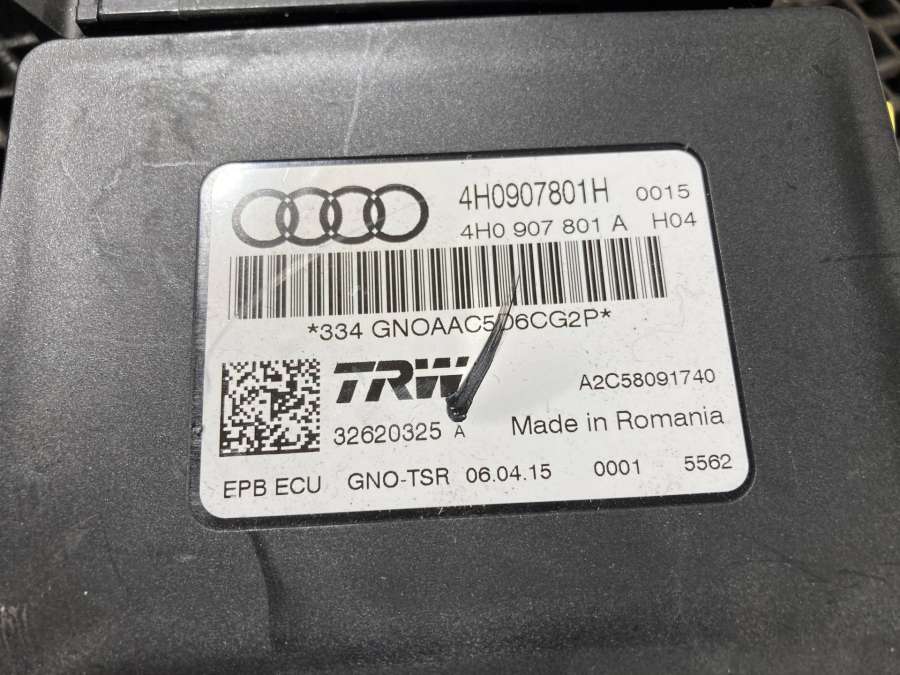 4H0907801H 0015
4H0 907 801 A H04
*334 GNOAAC5D6CG2P*
TRW
A2C58091740
32620325 A
Made in Romania
EPB ECU GNO-TSR 06.04.15 0001 5562